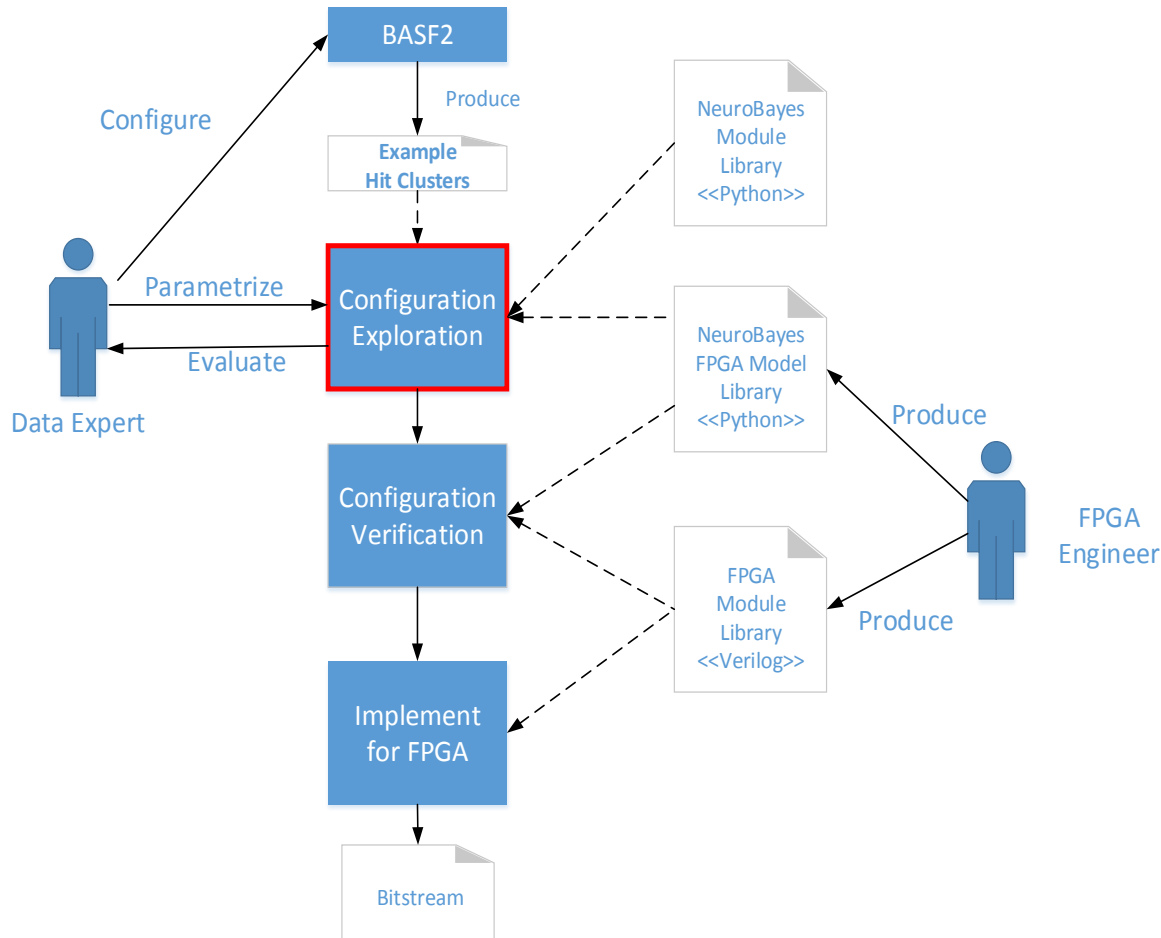 BASF2
Produce
Configure
Example
Hit Clusters
NeuroBayes
Module
Library
<<Python>>
Parametrize
Configuration
Exploration
Evaluate
Data Expert
NeuroBayes
FPGA Model
Library
<<Python>>
Produce
Configuration
Verification
FPGA
Engineer
FPGA
Module
Library
<<Verilog>>
Produce
Implement
for FPGA
Bitstream